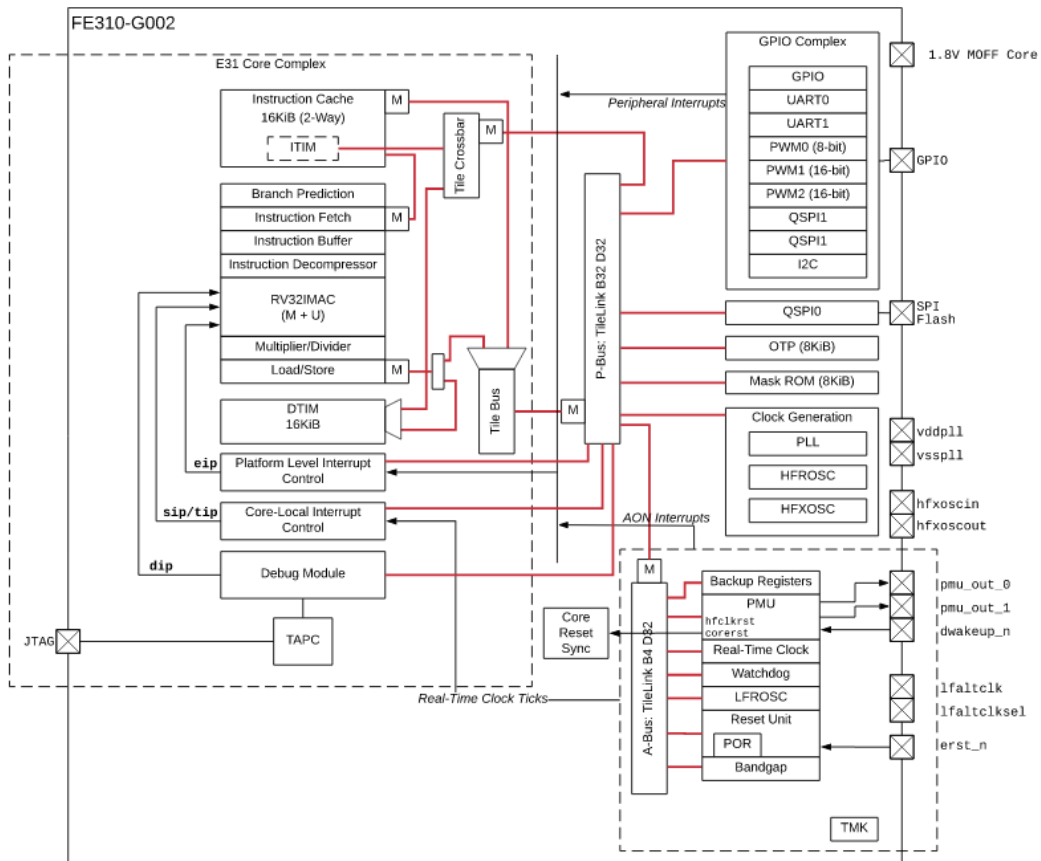 FE310-G002
E31 Core Complex
Instruction Cache
16KiB (2-Way)
ITIM
M
Tile Crossbar
M
Branch Prediction
Instruction Fetch
M
Instruction Buffer
Instruction Decompressor
RV32IMAC
(M + U)
Multiplier/Divider
Load/Store
M
DTIM
16KiB
Tile Bus
eip
Platform Level Interrupt
Control
sip/tip
Core-Local Interrupt
Control
dip
Debug Module
TAPC
JTAG
Real-Time Clock Ticks
Peripheral Interrupts
P-Bus: TileLink B32 D32
M
GPIO Complex
GPIO
UART0
UART1
PWM0 (8-bit)
PWM1 (16-bit)
PWM2 (16-bit)
QSPI1
QSPI1
I2C
1.8V MOFF Core
GPIO
QSPI0
SPI
Flash
OTP (8KiB)
Mask ROM (8KiB)
Clock Generation
PLL
HFROSC
HFXOSC
vddpll
vsspll
hfxoscin
hfxoscout
AON Interrupts
M
A-Bus: TileLink B4 D32
Core
Reset
Sync
Backup Registers
PMU
hfclkrst
corerst
Real-Time Clock
Watchdog
LFROSC
Reset Unit
POR
Bandgap
TMK
pmu_out_0
pmu_out_1
dwakeup_n
lfaltclk
lfaltclksel
erst_n